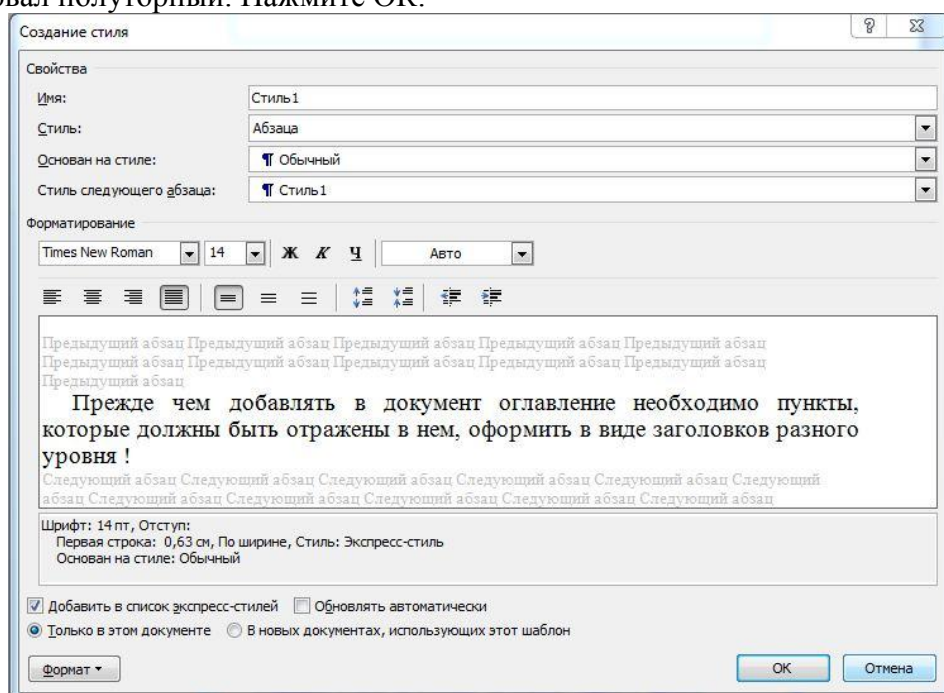 вал полуторный. Нажмите ОК.
Создание стиля
Свойства
Имя: Стиль1
Стиль: Абзаца
Основан на стиле: ¶ Обычный
Стиль следующего абзаца: ¶ Стиль1
Форматирование
Times New Roman 14 Ж К Ч Авто
Предыдущий абзац Предыдущий абзац Предыдущий абзац Предыдущий абзац Предыдущий абзац
Предыдущий абзац Предыдущий абзац Предыдущий абзац Предыдущий абзац Предыдущий абзац
Предыдущий абзац
Прежде чем добавлять в документ оглавление необходимо пункты,
которые должны быть отражены в нем, оформить в виде заголовков разного
уровня !
Следующий абзац Следующий абзац Следующий абзац Следующий абзац Следующий абзац Следующий
абзац Следующий абзац Следующий абзац Следующий абзац Следующий абзац Следующий абзац
Шрифт: 14 пт, Отступ:
Первая строка: 0,63 см, По ширине, Стиль: Экспресс-стиль
Основан на стиле: Обычный
Добавить в список экспресс-стилей Обновлять автоматически
Только в этом документе В новых документах, использующих этот шаблон
Формат ОК Отмена